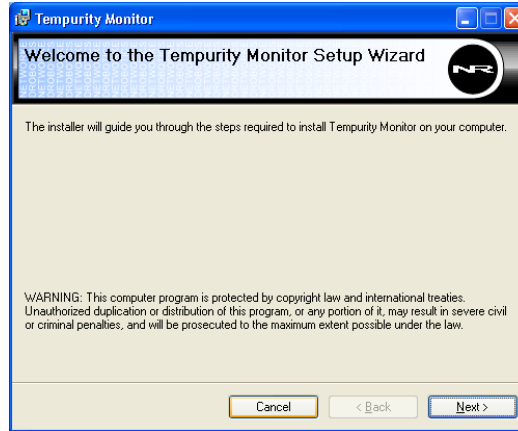 Tempurity Monitor
Welcome to the Tempurity Monitor Setup Wizard
NR
The installer will guide you through the steps required to install Tempurity Monitor on your computer.
WARNING: This computer program is protected by copyright law and international treaties.
Unauthorized duplication or distribution of this program, or any portion of it, may result in severe civil
or criminal penalties, and will be prosecuted to the maximum extent possible under the law.
Cancel
< Back
Next >